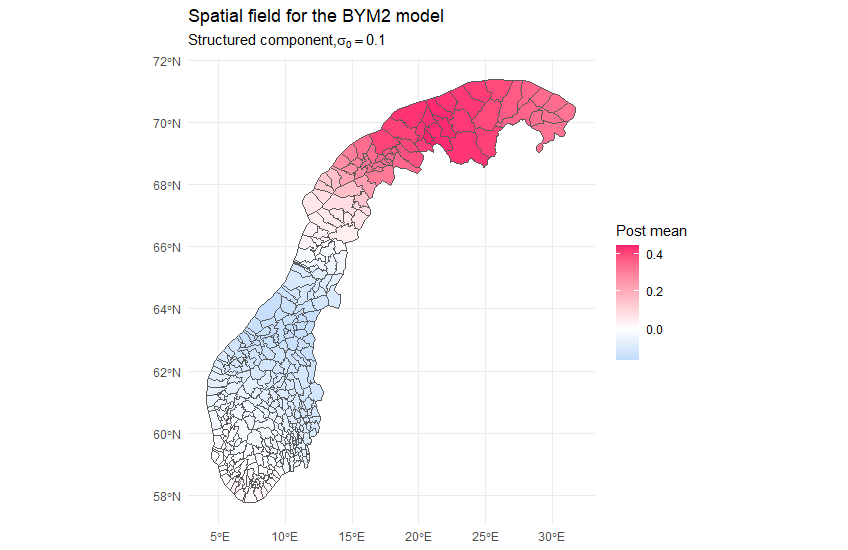 Spatial field for the BYM2 model
Structured component,σ₀ = 0.1
72°N
70°N
68°N
66°N
64°N
62°N
60°N
58°N
5°E
10°E
15°E
20°E
25°E
30°E
Post mean
0.4
0.2
0.0